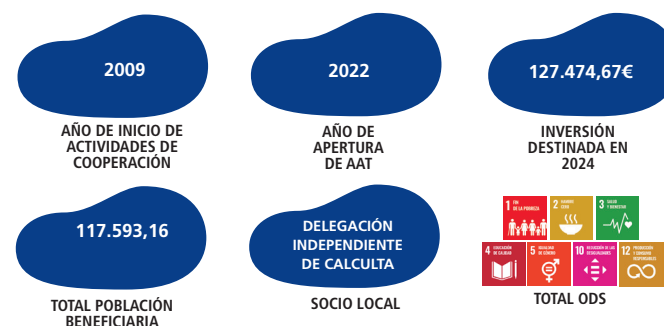 2009
AÑO DE INICIO DE
ACTIVIDADES DE
COOPERACIÓN
2022
AÑO DE
APERTURA
DE AAT
127.474,67€
INVERSIÓN
DESTINADA EN
2024
117.593,16
TOTAL POBLACIÓN
BENEFICIARIA
DELEGACIÓN
INDEPENDIENTE
DE CALCULTA
SOCIO LOCAL
1 FIN
DE LA POBREZA
2 HAMBRE
CERO
3 SALUD
Y BIENESTAR
4 EDUCACIÓN
DE CALIDAD
5 IGUALDAD
DE GÉNERO
10 REDUCCIÓN DE LAS
DESIGUALDADES
12 PRODUCCIÓN
Y CONSUMO
RESPONSABLES
TOTAL ODS